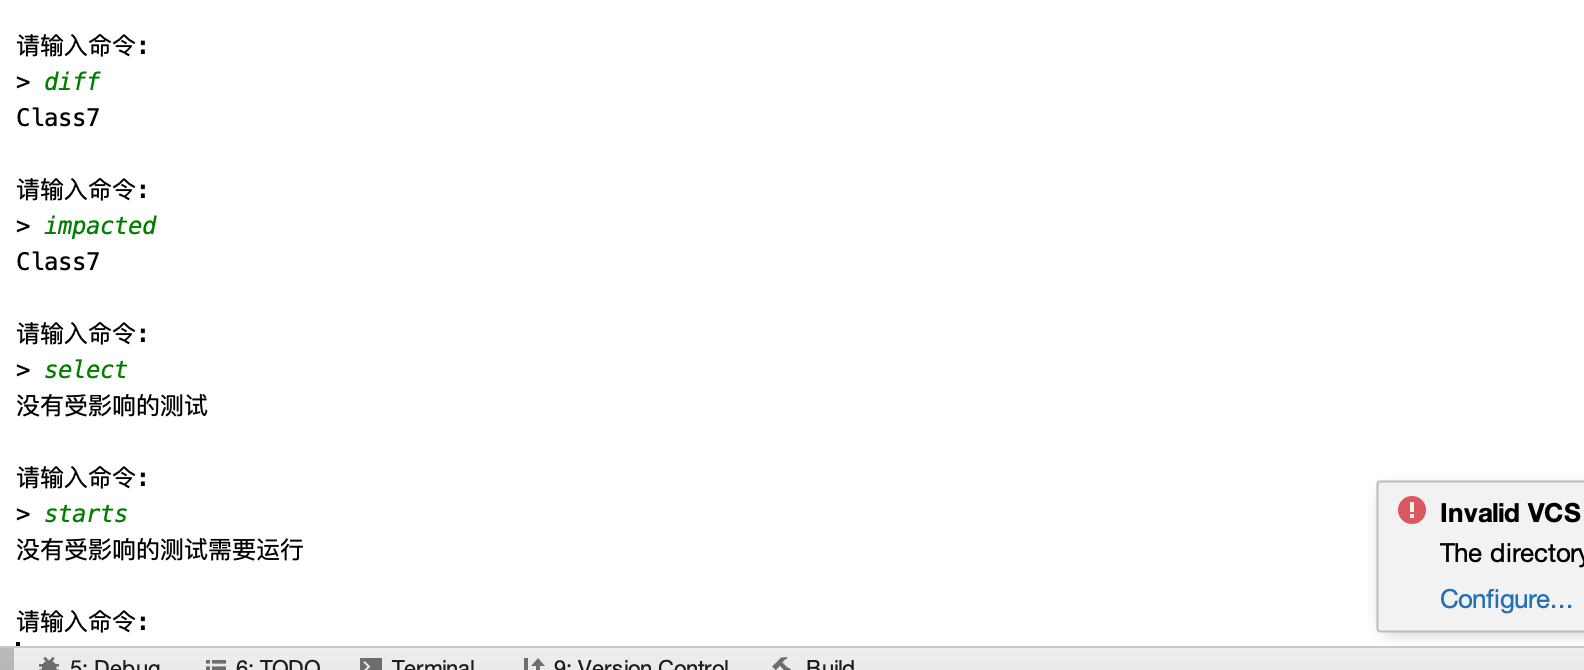 请输入命令:
> diff
Class7
请输入命令:
> impacted
Class7
请输入命令:
> select
没有受影响的测试
请输入命令:
> starts
没有受影响的测试需要运行
请输入命令:
Invalid VCS
The directory
Configure...
5: Debug
6: TODO
Terminal
9: Version Control
Build